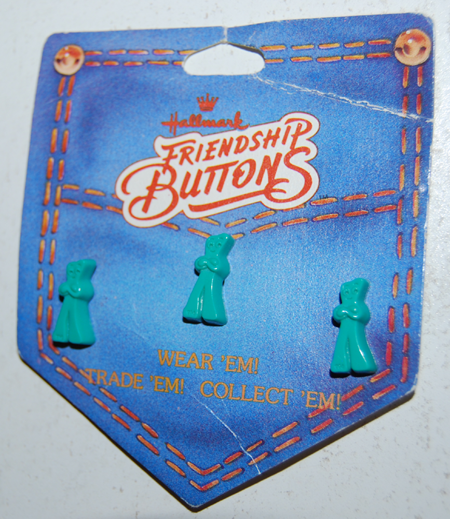 Hallmark
FRIENDSHIP
BUTTONS
WEAR 'EM!
TRADE 'EM! COLLECT 'EM!